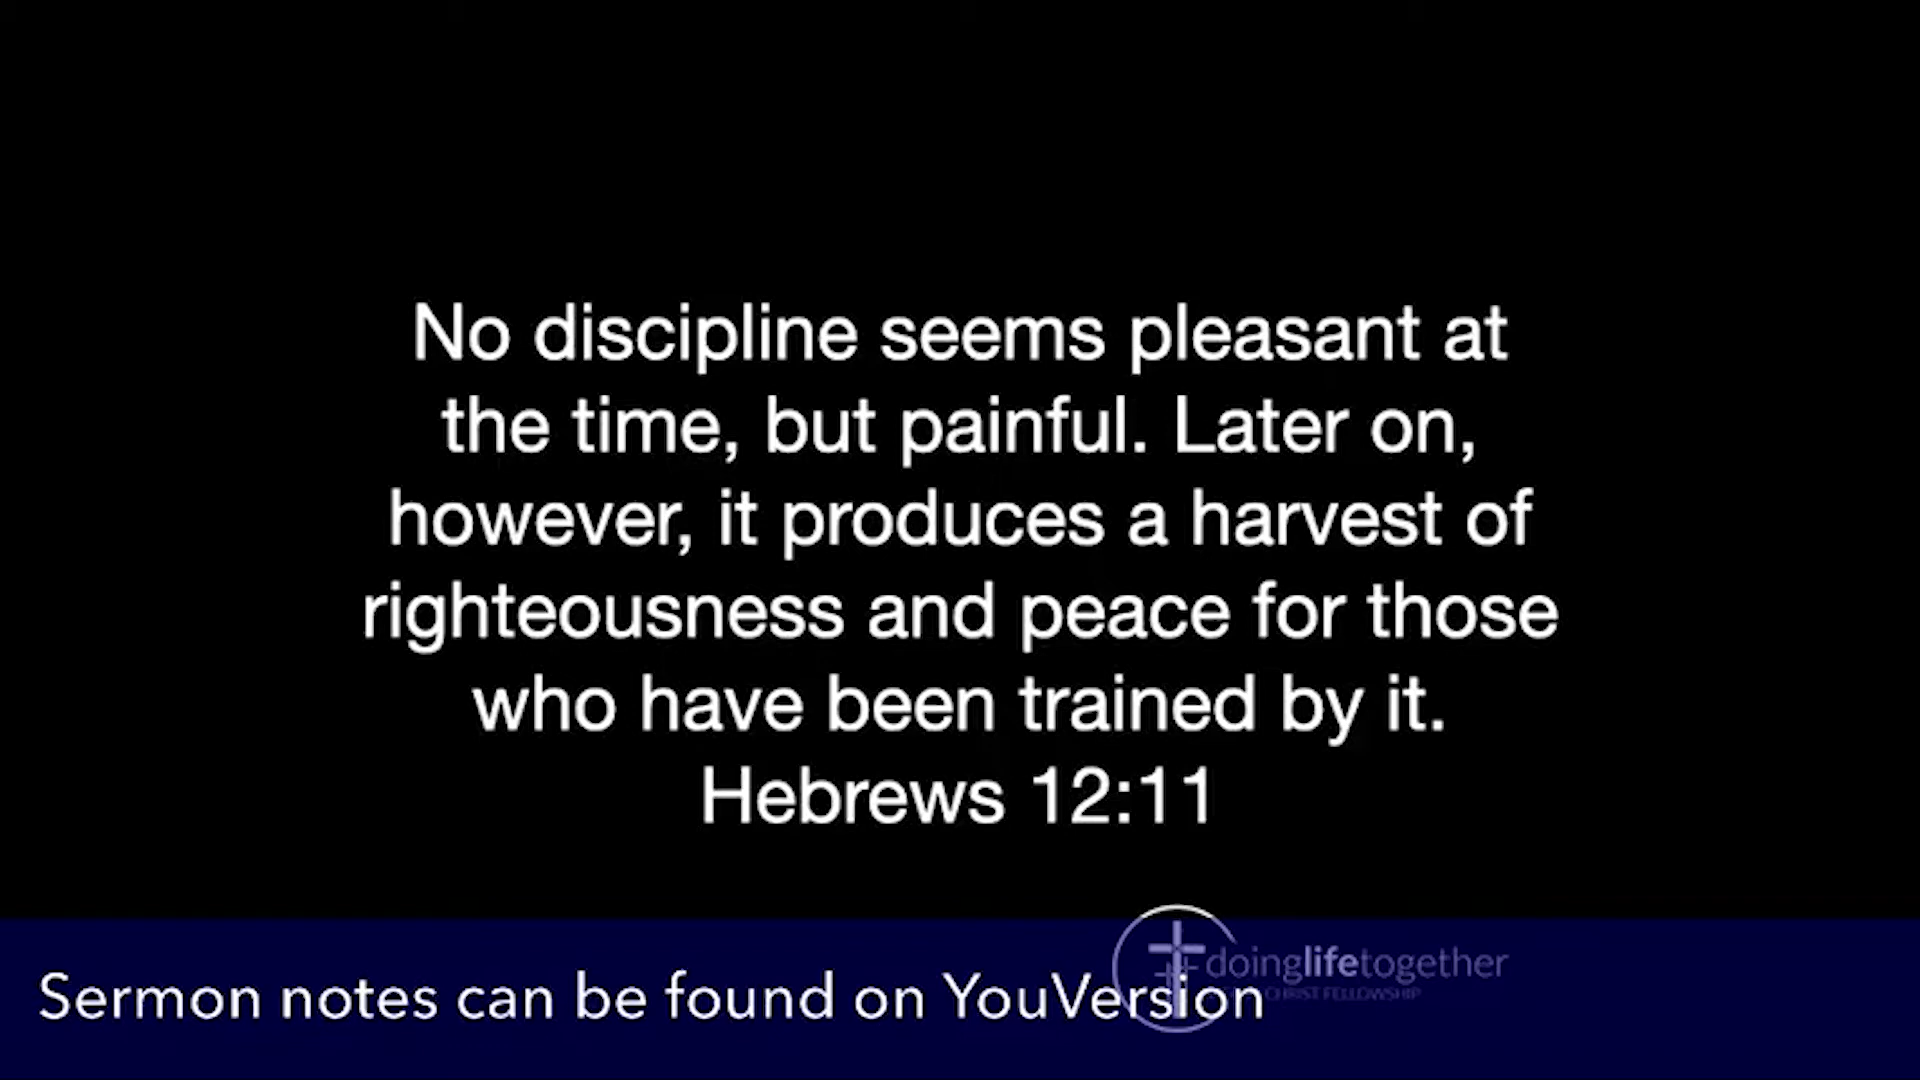 No discipline seems pleasant at
the time, but painful. Later on,
however, it produces a harvest of
righteousness and peace for those
who have been trained by it.
Hebrews 12:11
doinglifetogether
CHRIST FELLOWSHIP
Sermon notes can be found on YouVersion